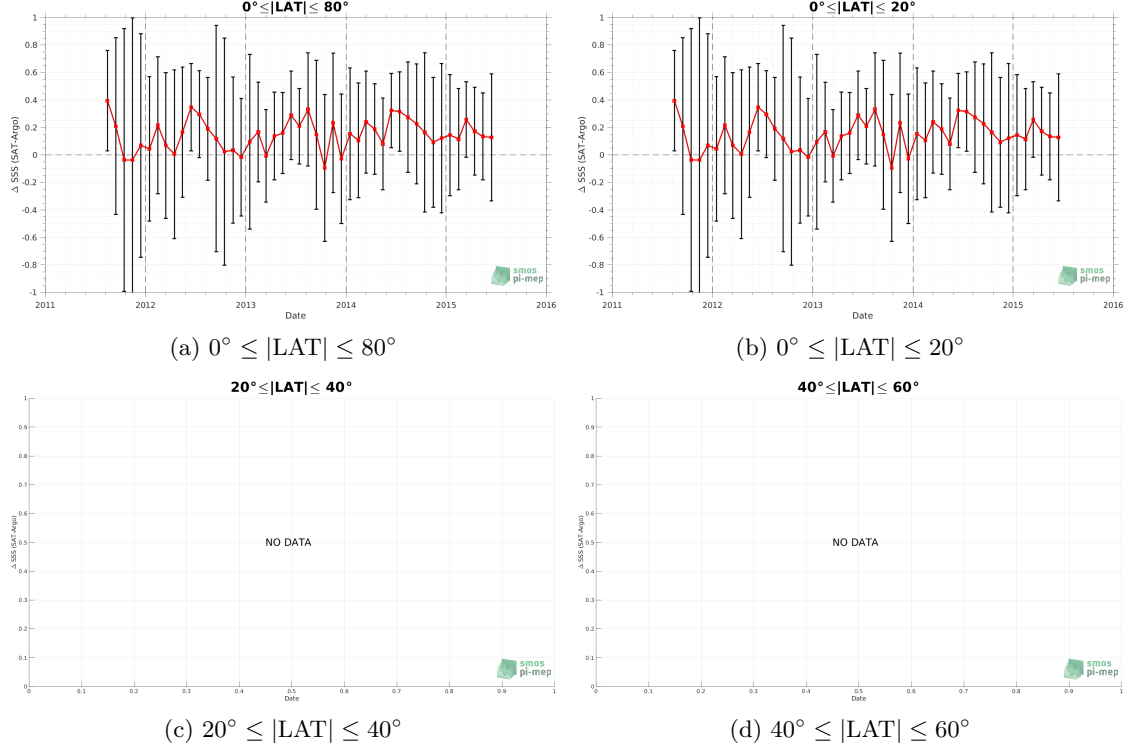 0°≤|LAT|≤ 80°
1
0.8
0.6
0.4
0.2
0
-0.2
-0.4
-0.6
-0.8
-1
Δ SSS (SAT-Argo)
2011 2012 2013 2014 2015 2016
Date
smos
pi-mep
(a) 0° ≤ |LAT| ≤ 80°
0°≤|LAT|≤ 20°
1
0.8
0.6
0.4
0.2
0
-0.2
-0.4
-0.6
-0.8
-1
Δ SSS (SAT-Argo)
2011 2012 2013 2014 2015 2016
Date
smos
pi-mep
(b) 0° ≤ |LAT| ≤ 20°
20°≤|LAT|≤ 40°
1
0.9
0.8
0.7
0.6
0.5
0.4
0.3
0.2
0.1
0
Δ SSS (SAT-Argo)
NO DATA
0 0.1 0.2 0.3 0.4 0.5 0.6 0.7 0.8 0.9 1
Date
smos
pi-mep
(c) 20° ≤ |LAT| ≤ 40°
40°≤|LAT|≤ 60°
1
0.9
0.8
0.7
0.6
0.5
0.4
0.3
0.2
0.1
0
Δ SSS (SAT-Argo)
NO DATA
0 0.1 0.2 0.3 0.4 0.5 0.6 0.7 0.8 0.9 1
Date
smos
pi-mep
(d) 40° ≤ |LAT| ≤ 60°